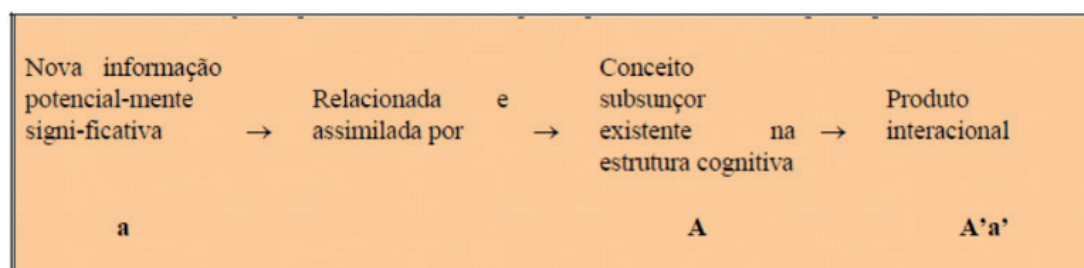 Nova informação
potencial-mente
signi-ficativa
→
Relacionada e
assimilada por
→
Conceito
subsunçor
existente na
estrutura cognitiva
→
Produto
interacional
a
A
A'a'